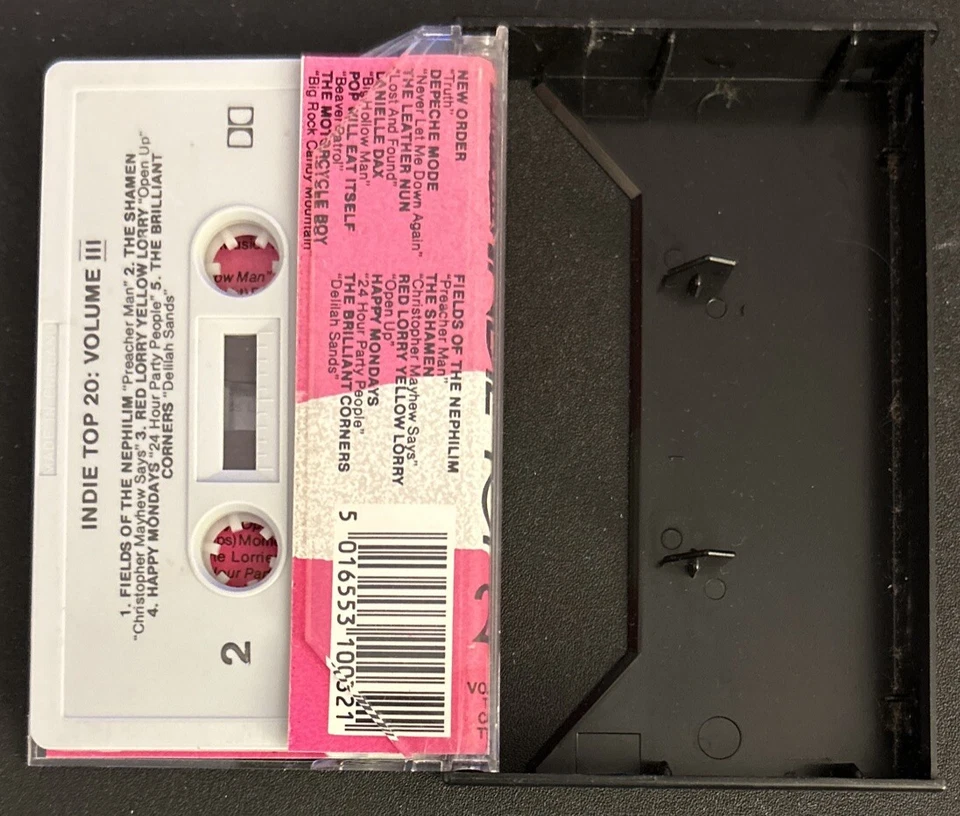 INDIE TOP 20: VOLUME III
1. FIELDS OF THE NEPHILIM "Preacher Man" 2. THE SHAMEN
"Christopher Mayhew Says" 3. RED LORRY YELLOW LORRY "Open Up"
4. HAPPY MONDAYS "24 Hour Party People" 5. THE BRILLIANT
CORNERS "Delilah Sands"
2
ow Man"
NEW ORDER
"Truth"
DEPECHE MODE
"Never Let Me Down Again"
THE LEATHER NUN
"Lost And Found"
DANIELLE DAX
"Big Hollow Man"
POP WILL EAT ITSELF
"Beaver Patrol"
THE MOTORCYCLE BOY
"Big Rock Candy Mountain"
FIELDS OF THE NEPHILIM
"Preacher Man"
THE SHAMEN
"Christopher Mayhew Says"
RED LORRY YELLOW LORRY
"Open Up"
HAPPY MONDAYS
"24 Hour Party People"
THE BRILLIANT CORNERS
"Delilah Sands"
5 016553 100321